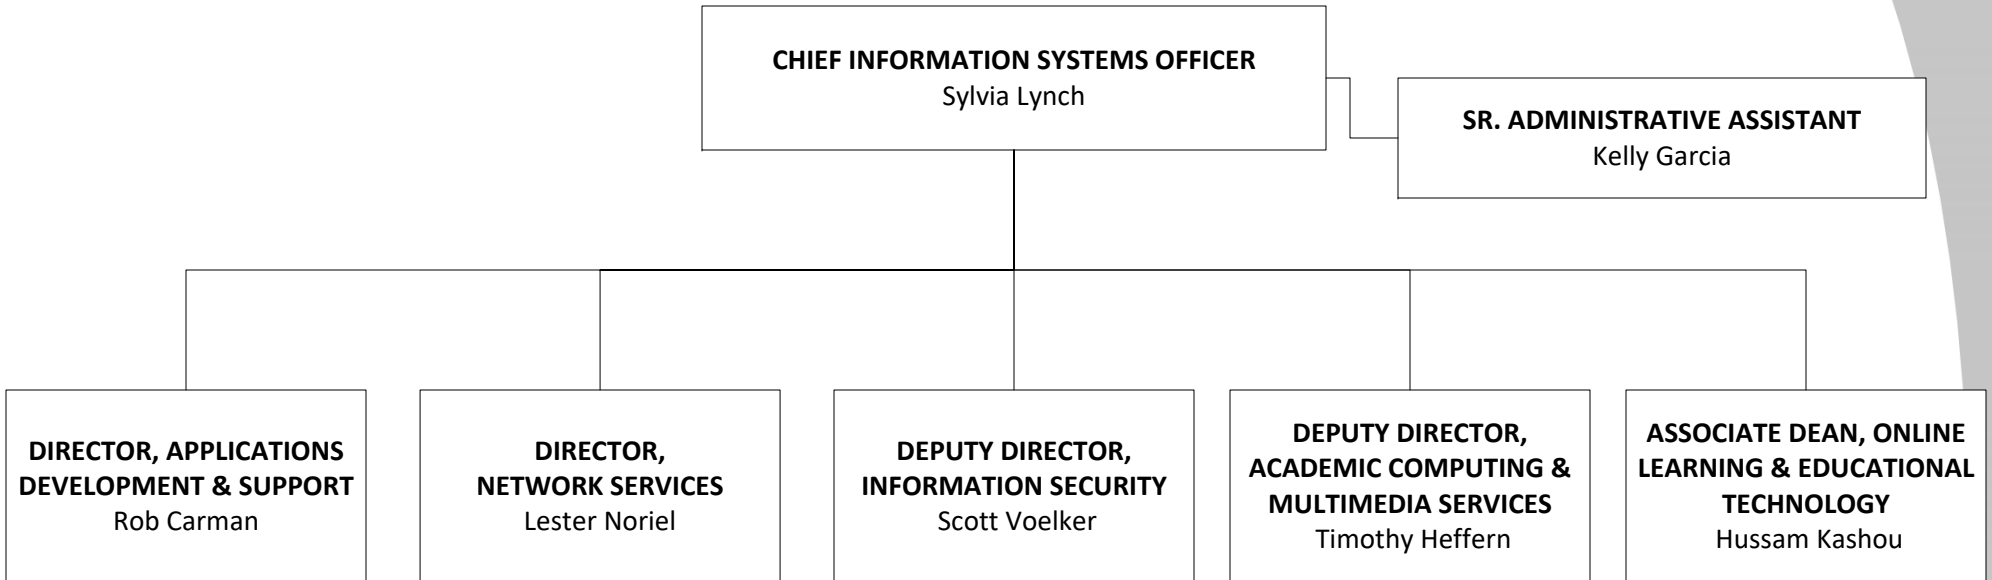 CHIEF INFORMATION SYSTEMS OFFICER
Sylvia Lynch
SR. ADMINISTRATIVE ASSISTANT
Kelly Garcia
DIRECTOR, APPLICATIONS
DEVELOPMENT & SUPPORT
Rob Carman
DIRECTOR,
NETWORK SERVICES
Lester Noriel
DEPUTY DIRECTOR,
INFORMATION SECURITY
Scott Voelker
DEPUTY DIRECTOR,
ACADEMIC COMPUTING &
MULTIMEDIA SERVICES
Timothy Heffern
ASSOCIATE DEAN, ONLINE
LEARNING & EDUCATIONAL
TECHNOLOGY
Hussam Kashou